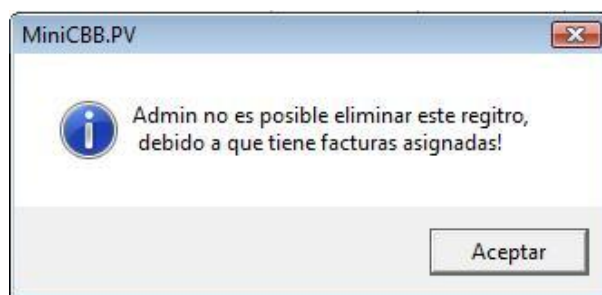 MiniCBB.PV
Admin no es posible eliminar este regitro,
debido a que tiene facturas asignadas!
Aceptar